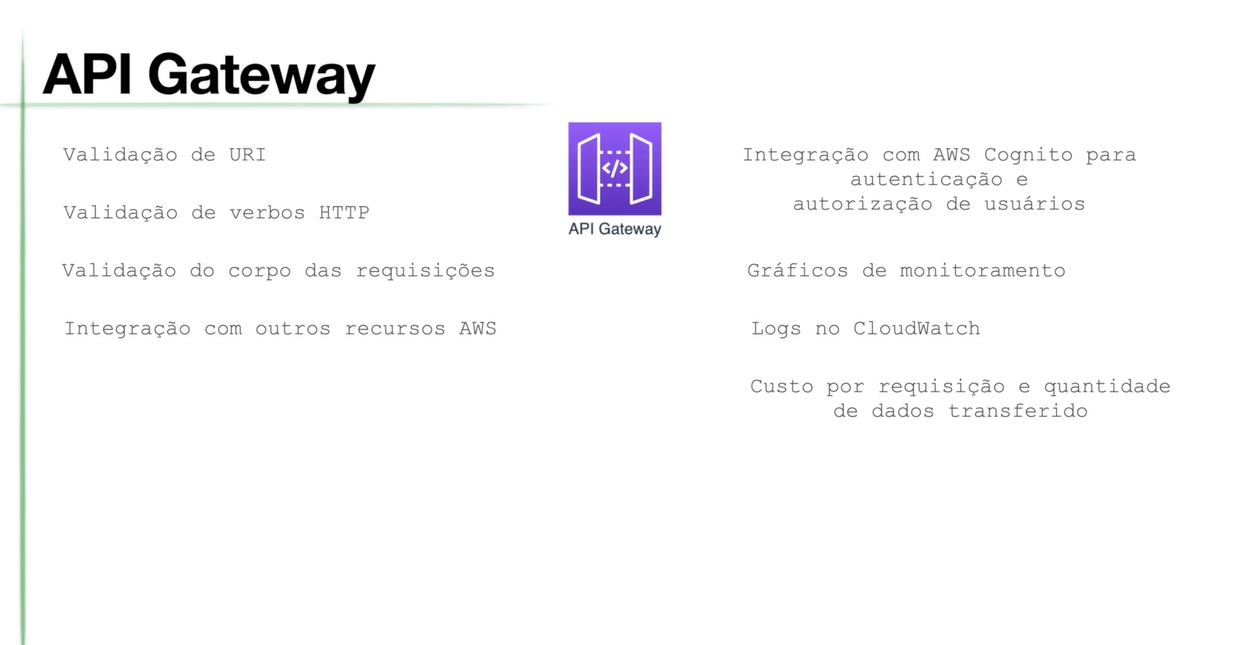 API Gateway
Validação de URI
Validação de verbos HTTP
Validação do corpo das requisições
Integração com outros recursos AWS
</>
API Gateway
Integração com AWS Cognito para
autenticação e
autorização de usuários
Gráficos de monitoramento
Logs no CloudWatch
Custo por requisição e quantidade
de dados transferido